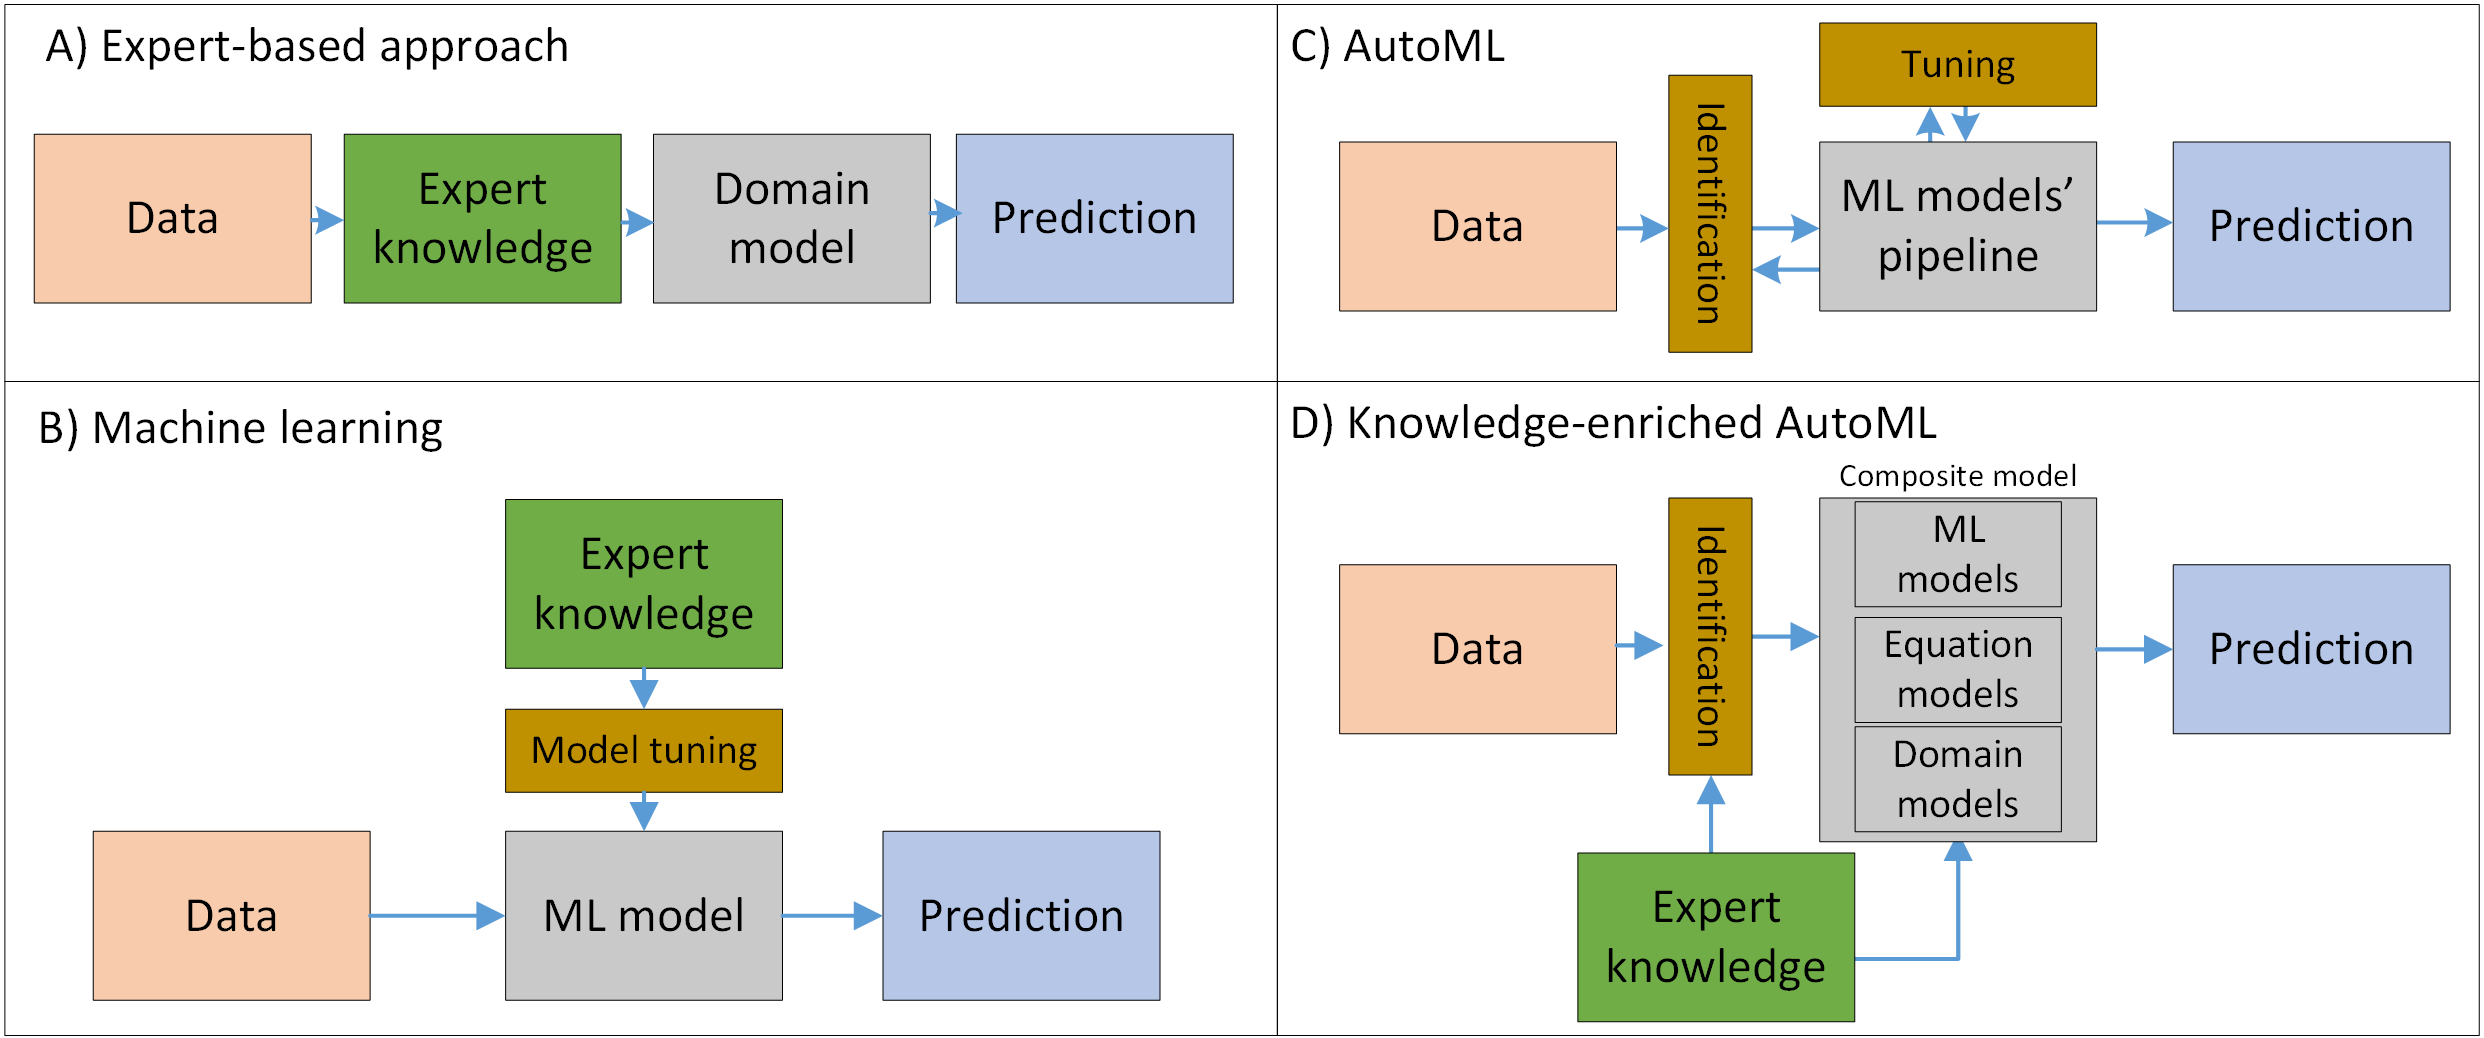 A) Expert-based approach
Data
Expert
knowledge
Domain
model
Prediction
B) Machine learning
Expert
knowledge
Model tuning
Data
ML model
Prediction
C) AutoML
Tuning
Data
Identification
ML models’
pipeline
Prediction
D) Knowledge-enriched AutoML
Composite model
Data
Identification
ML
models
Equation
models
Domain
models
Prediction
Expert
knowledge